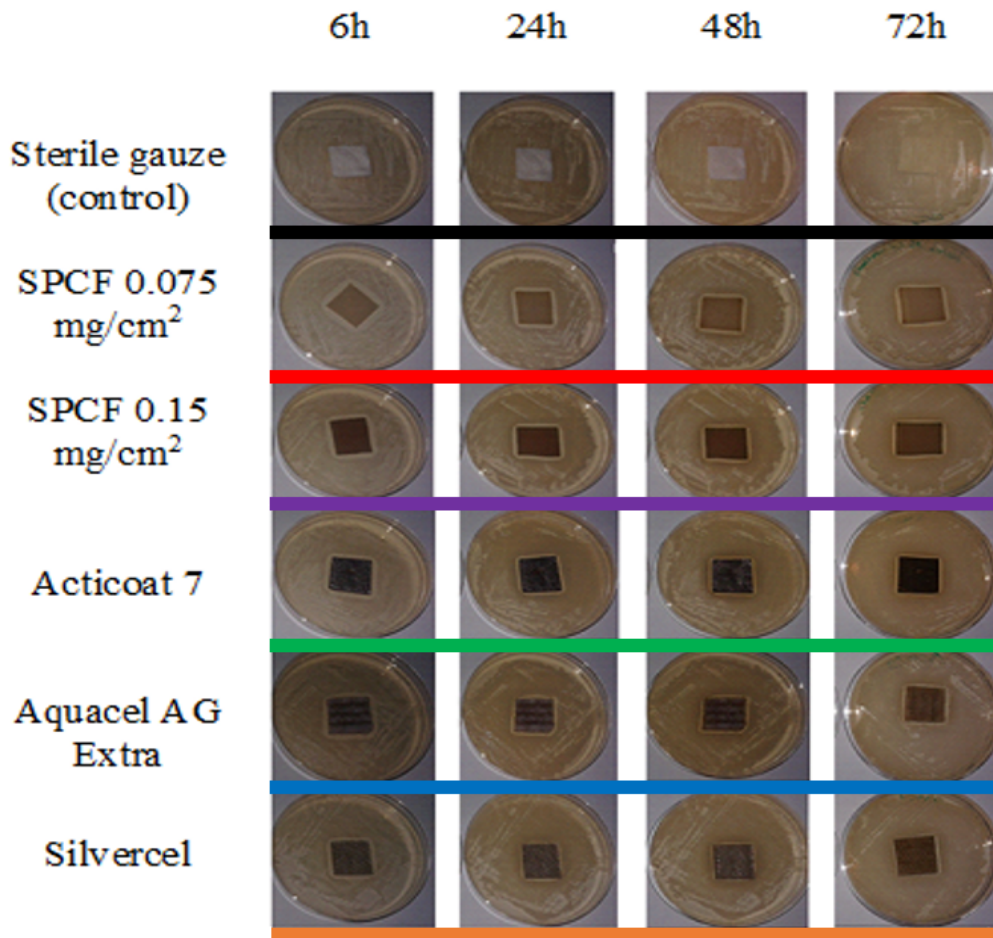 6h 24h 48h 72h
Sterile gauze
(control)
SPCF 0.075
mg/cm²
SPCF 0.15
mg/cm²
Acticoat 7
Aquacel AG
Extra
Silvercel